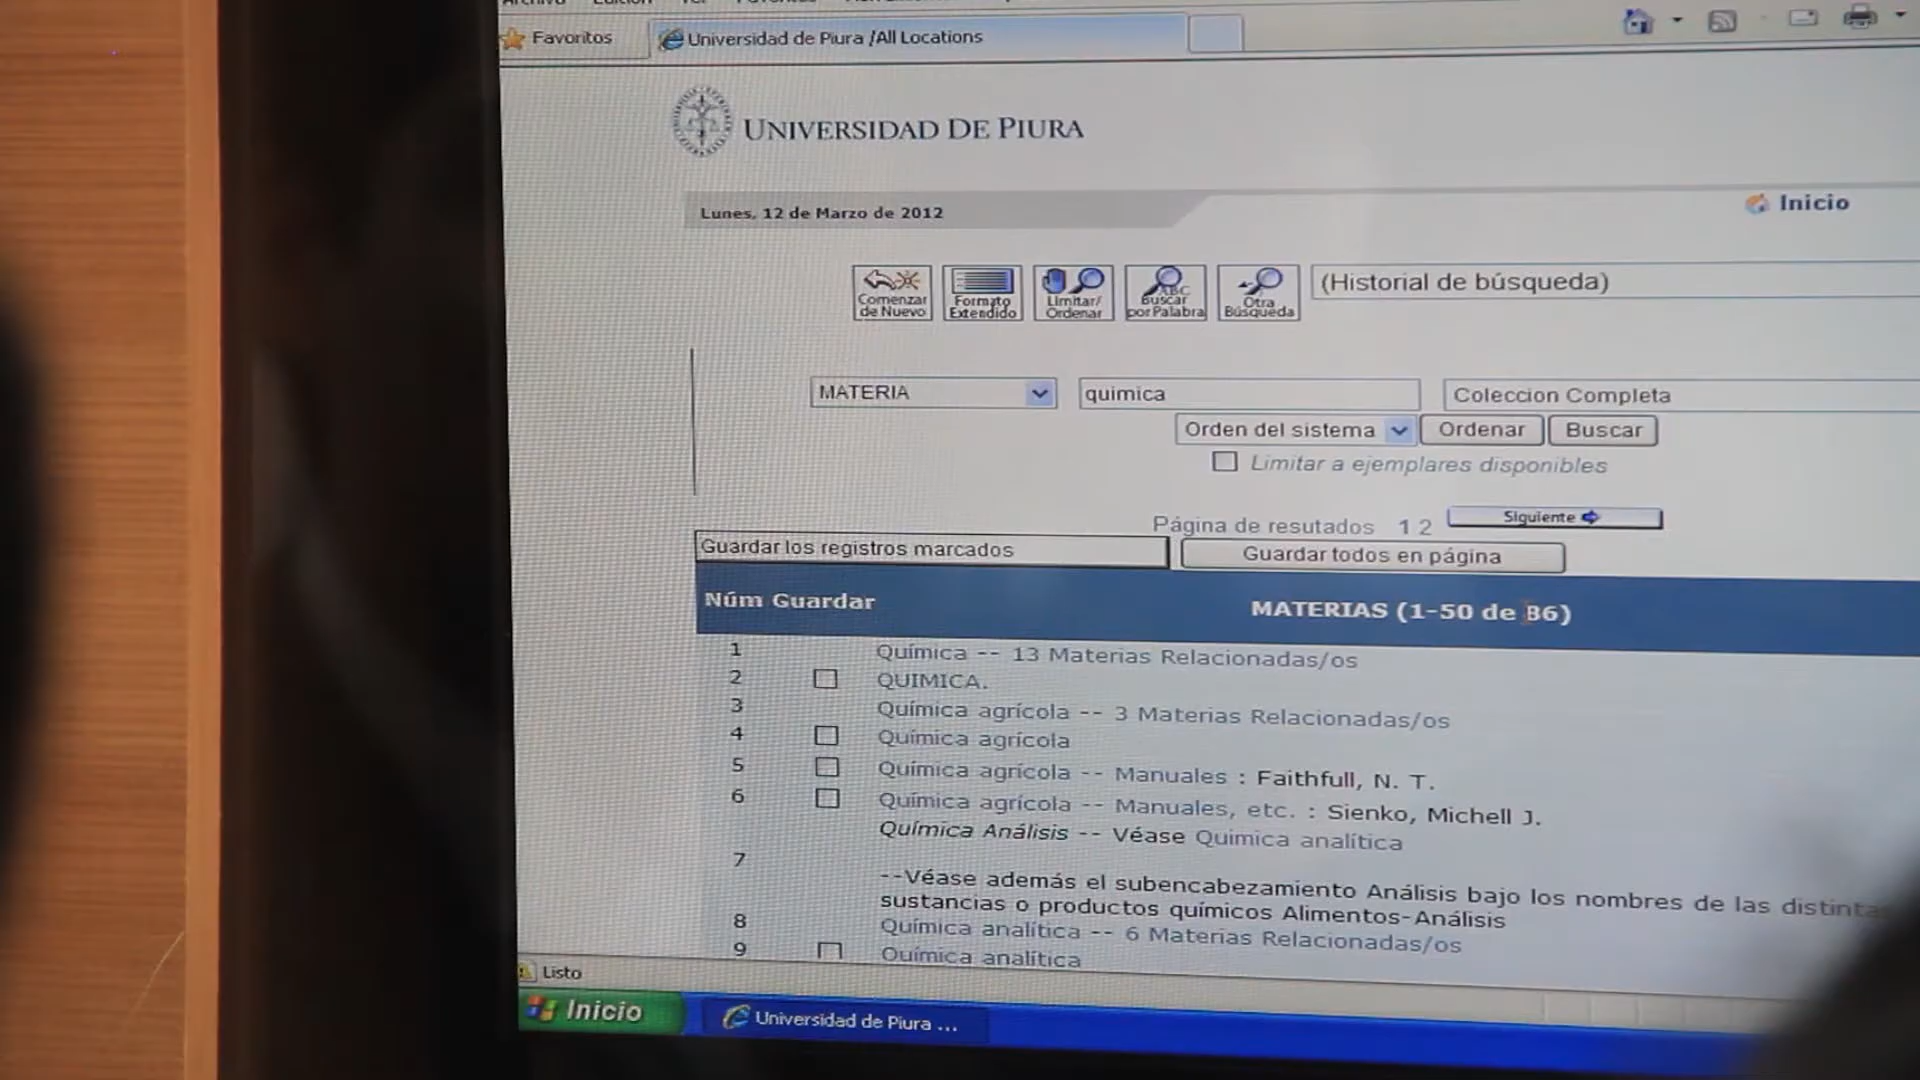 Favoritos
Universidad de Piura /All Locations
UNIVERSIDAD DE PIURA
Lunes, 12 de Marzo de 2012
Inicio
Comenzar de Nuevo
Formato Extendido
Limitar/ Ordenar
ABC Buscar por Palabra
Otra Búsqueda
(Historial de búsqueda)
MATERIA quimica Coleccion Completa
Orden del sistema Ordenar Buscar
Limitar a ejemplares disponibles
Página de resutados 1 2 Siguiente
Guardar los registros marcados Guardar todos en página
Núm Guardar MATERIAS (1-50 de 86)
1 Química -- 13 Materias Relacionadas/os
2 QUIMICA.
3 Química agrícola -- 3 Materias Relacionadas/os
4 Química agrícola
5 Química agrícola -- Manuales : Faithfull, N. T.
6 Química agrícola -- Manuales, etc. : Sienko, Michell J.
Química Análisis -- Véase Quimica analítica
7
--Véase además el subencabezamiento Análisis bajo los nombres de las
sustancias o productos químicos Alimentos-Análisis
8 Química analítica -- 6 Materias Relacionadas/os
9 Química analítica
Listo
Inicio Universidad de Piura ...